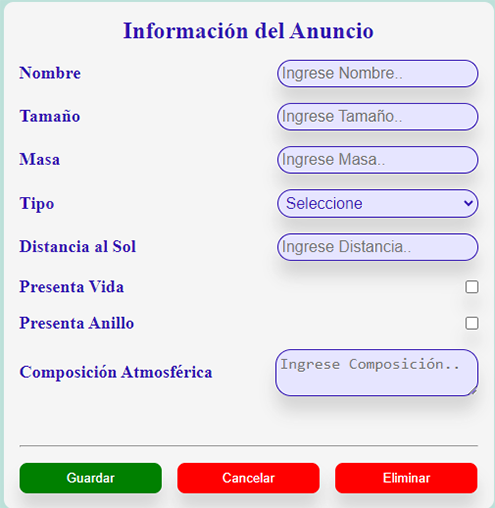 Información del Anuncio
Nombre Ingrese Nombre..
Tamaño Ingrese Tamaño..
Masa Ingrese Masa..
Tipo Seleccione
Distancia al Sol Ingrese Distancia..
Presenta Vida
Presenta Anillo
Composición Atmosférica Ingrese Composición..
Guardar Cancelar Eliminar